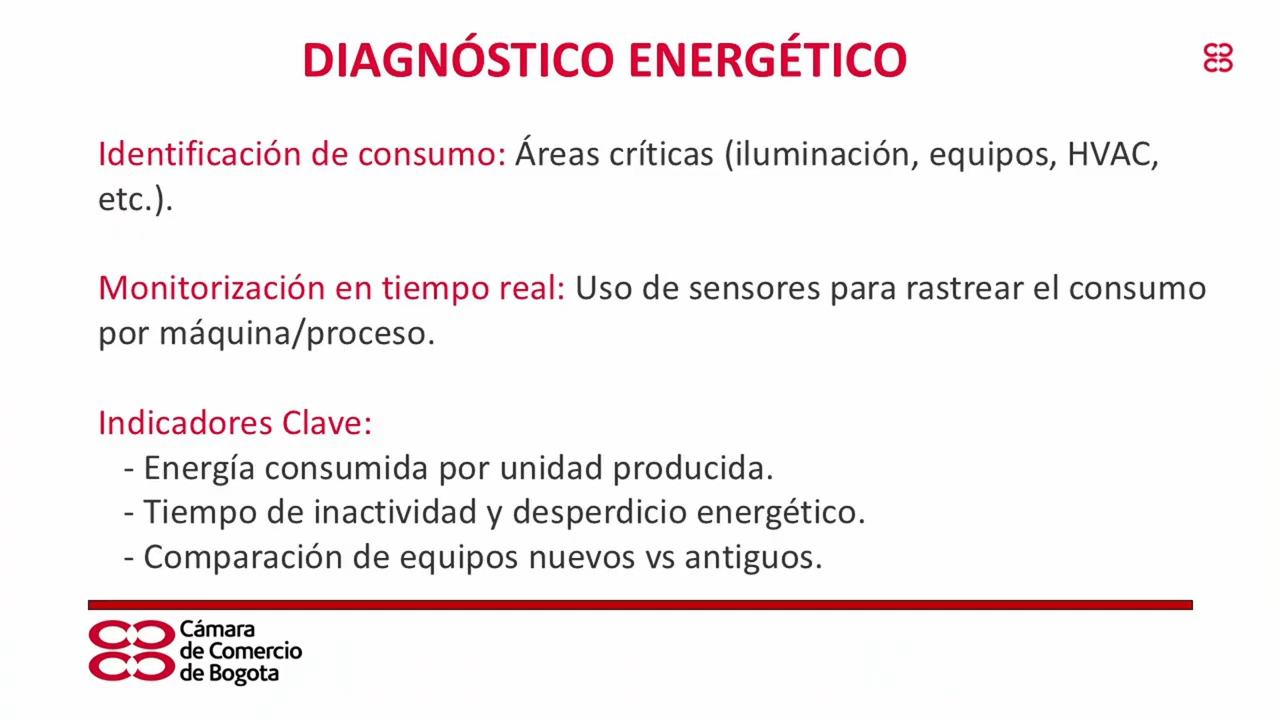 DIAGNÓSTICO ENERGÉTICO
Identificación de consumo: Áreas críticas (iluminación, equipos, HVAC,
etc.).
Monitorización en tiempo real: Uso de sensores para rastrear el consumo
por máquina/proceso.
Indicadores Clave:
- Energía consumida por unidad producida.
- Tiempo de inactividad y desperdicio energético.
- Comparación de equipos nuevos vs antiguos.
Cámara
de Comercio
de Bogota